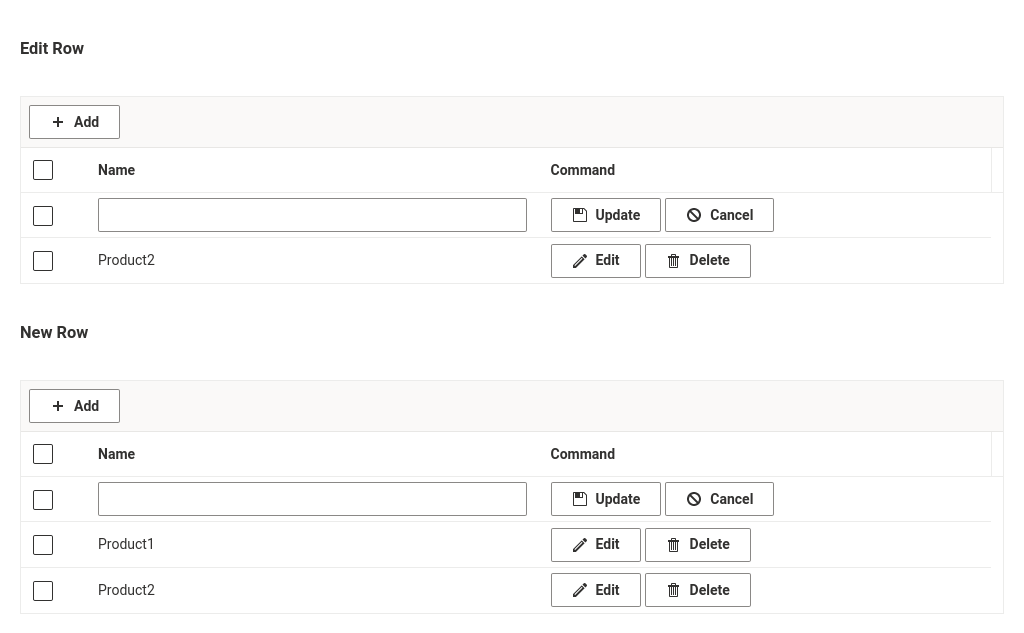 Edit Row
Add
Name Command
Update Cancel
Product2 Edit Delete
New Row
Add
Name Command
Update Cancel
Product1 Edit Delete
Product2 Edit Delete